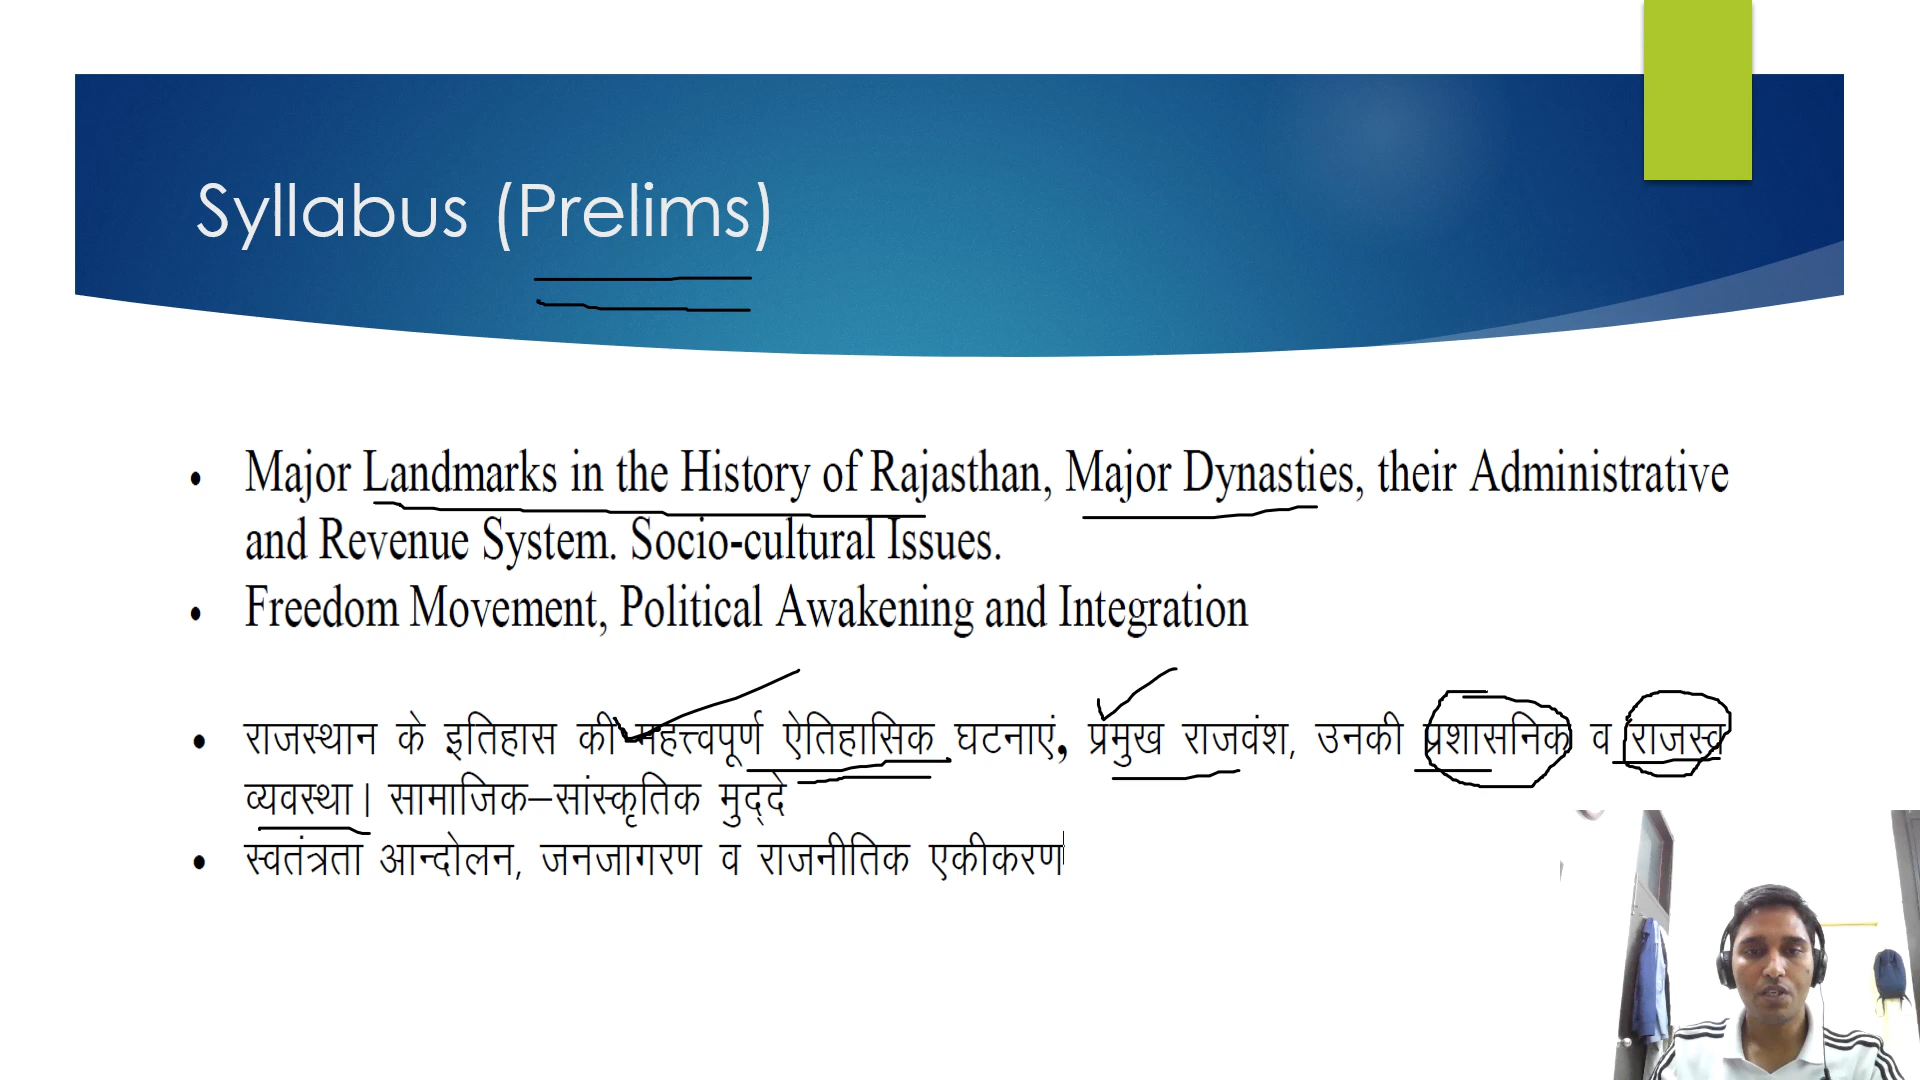 Syllabus (Prelims)
• Major Landmarks in the History of Rajasthan, Major Dynasties, their Administrative
and Revenue System. Socio-cultural Issues.
• Freedom Movement, Political Awakening and Integration
• राजस्थान के इतिहास की महत्त्वपूर्ण ऐतिहासिक घटनाएं, प्रमुख राजवंश, उनकी प्रशासनिक व राजस्व
व्यवस्था। सामाजिक–सांस्कृतिक मुद्दे
• स्वतंत्रता आन्दोलन, जनजागरण व राजनीतिक एकीकरण